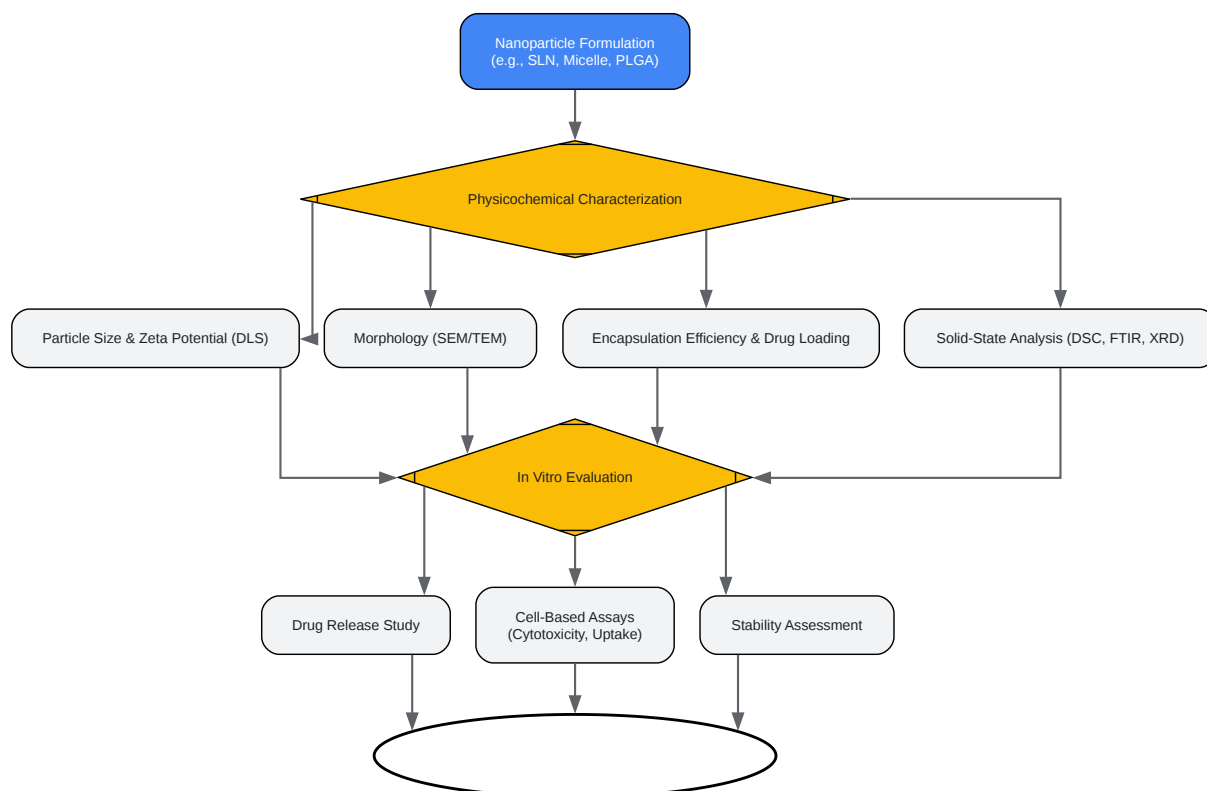 Nanoparticle Formulation
(e.g., SLN, Micelle, PLGA)
Physicochemical Characterization
Particle Size & Zeta Potential (DLS)
Morphology (SEM/TEM)
Encapsulation Efficiency & Drug Loading
Solid-State Analysis (DSC, FTIR, XRD)
In Vitro Evaluation
Drug Release Study
Cell-Based Assays
(Cytotoxicity, Uptake)
Stability Assessment